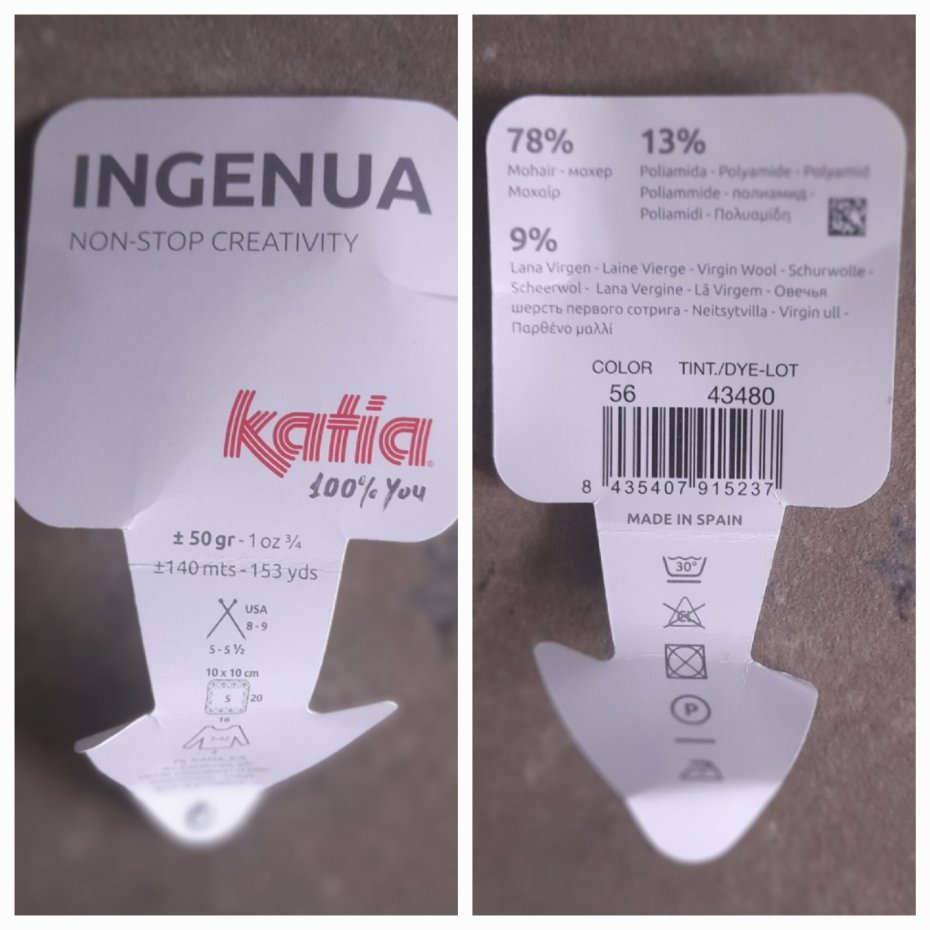 INGENUA
NON-STOP CREATIVITY
katia
100% You
± 50 gr - 1 oz ¾
±140 mts - 153 yds
USA
8 - 9
5 - 5 ½
10 x 10 cm
S
20
16
T-42
78%
Mohair - мохер
Μοχαίρ
13%
Poliamida - Polyamide - Polyamid
Poliammide - полиамид -
Poliamidi - Πολυαμίδη
9%
Lana Virgen - Laine Vierge - Virgin Wool - Schurwolle -
Scheerwol - Lana Vergine - Lã Virgem - Овечья
шерсть первого сотрига - Neitsytvilla - Virgin ull -
Παρθένο μαλλί
COLOR TINT./DYE-LOT
56 43480
8 435407 915237
MADE IN SPAIN
30°
CL
P